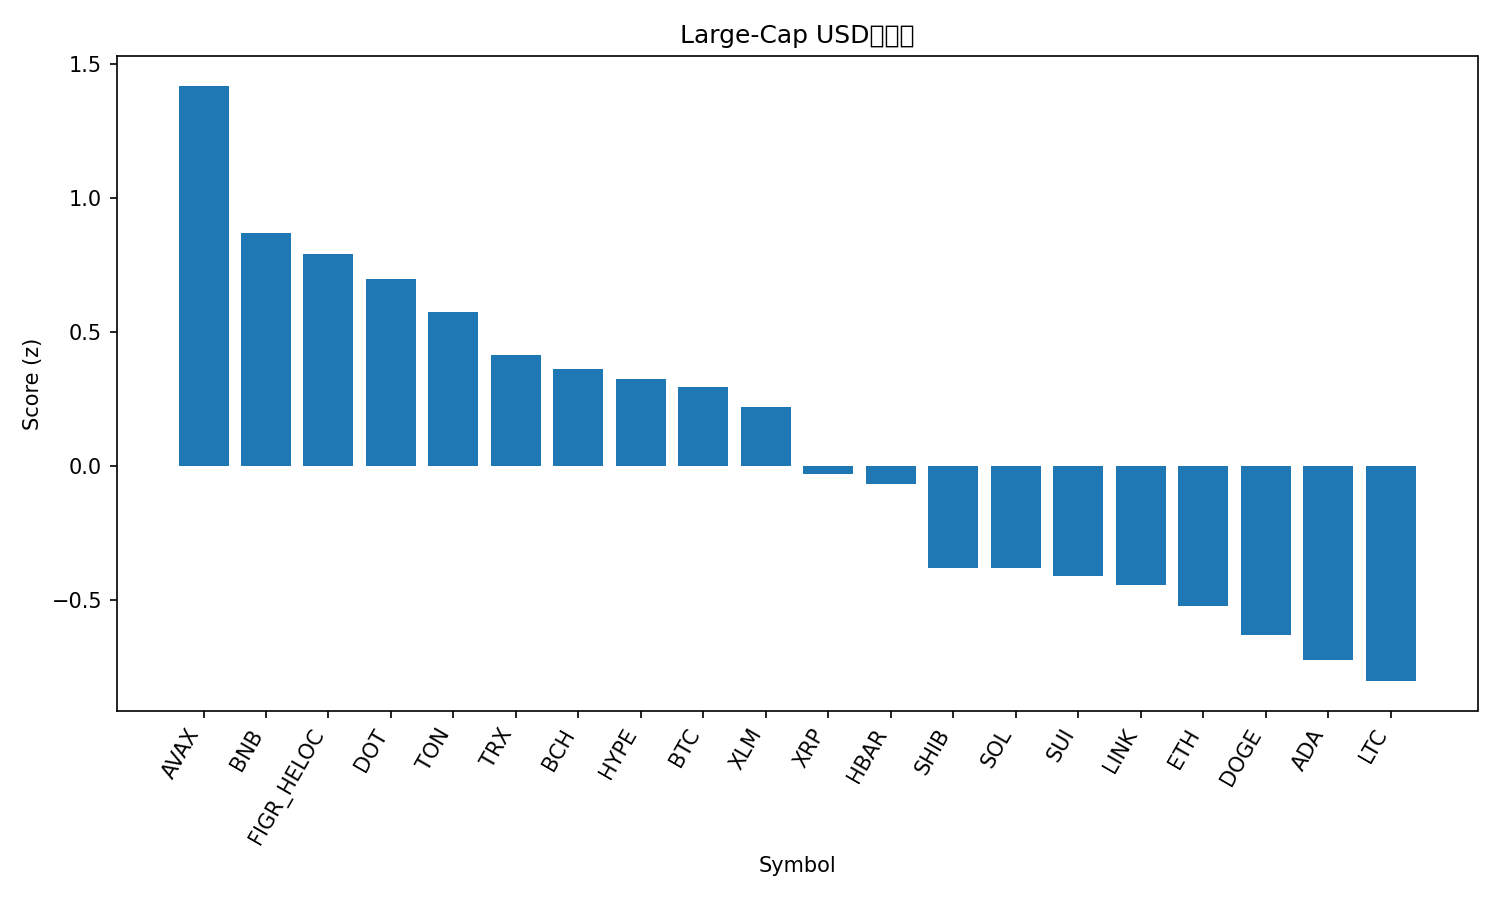 Large-Cap USD
1.5
1.0
0.5
0.0
−0.5
Score (z)
AVAX
BNB
FIGR_HELOC
DOT
TON
TRX
BCH
HYPE
BTC
XLM
XRP
HBAR
SHIB
SOL
SUI
LINK
ETH
DOGE
ADA
LTC
Symbol